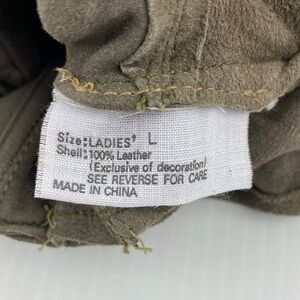 Size: LADIES' L
Shell: 100% Leather
(Exclusive of decoration)
SEE REVERSE FOR CARE
MADE IN CHINA